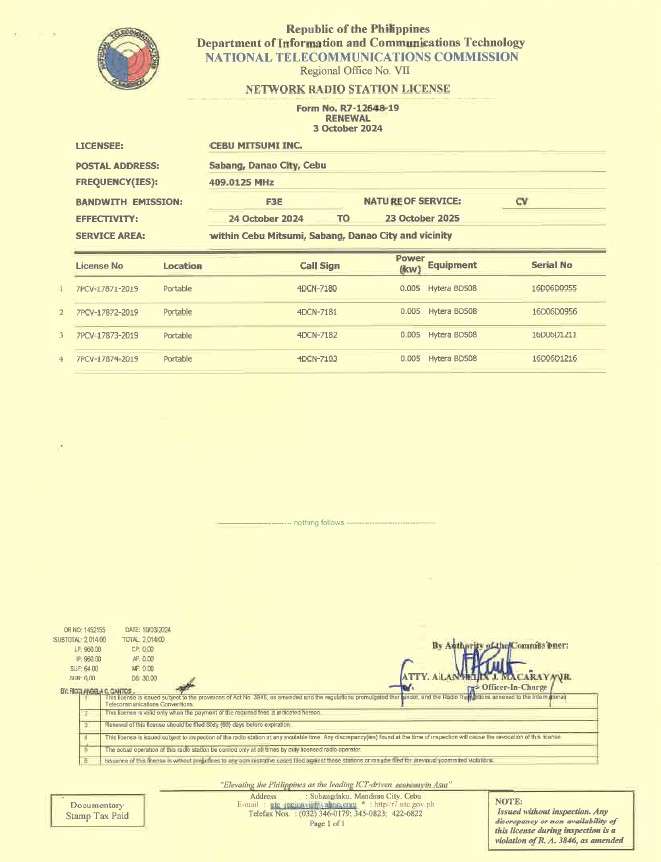 Republic of the Philippines
Department of Information and Communications Technology
NATIONAL TELECOMMUNICATIONS COMMISSION
Regional Office No. VII
NETWORK RADIO STATION LICENSE
Form No. R7-12648-19
RENEWAL
3 October 2024
LICENSEE: CEBU MITSUMI INC.
POSTAL ADDRESS: Sabang, Danao City, Cebu
FREQUENCY(IES): 409.0125 MHz
BANDWITH EMISSION: F3E NATURE OF SERVICE: CV
EFFECTIVITY: 24 October 2024 TO 23 October 2025
SERVICE AREA: within Cebu Mitsumi, Sabang, Danao City and vicinity
License No Location Call Sign Power (kw) Equipment Serial No
1 7PCV-17871-2019 Portable 4DCN-7180 0.005 Hytera BD508 16D06D0955
2 7PCV-17872-2019 Portable 4DCN-7181 0.005 Hytera BD508 16D06D0956
3 7PCV-17873-2019 Portable 4DCN-7182 0.005 Hytera BD508 16D06D1211
4 7PCV-17874-2019 Portable 4DCN-7183 0.005 Hytera BD508 16D06D1216
nothing follows
OR NO: 1452155 DATE: 10/03/2024
SUBTOTAL: 2,014.00 TOTAL: 2,014.00
LF: 960.00 CP: 0.00
IF: 960.00 AF: 0.00
SUF: 64.00 MF: 0.00
SUR: 0.00 DS: 30.00
By Authority of the Commissioner:
ATTY. MACARAYA JR.
Officer-In-Charge
BY:
1 This license is issued subject to the provisions of Act No. 3846, as amended and the regulations promulgated thereunder, and the Radio Regulations annexed to the International
Telecommunications Conventions.
2 This license is valid only when the payment of the required fees is indicated hereon.
3 Renewal of this license should be filed Sixty (60) days before expiration.
4 This license is issued subject to inspection of the radio station at any available time. Any discrepancy(ies) found at the time of inspection will cause the revocation of this license
5 The actual operation of this radio station be carried only at all times by duly licensed radio operator.
6 Issuance of this license is without prejudices to any administrative cases filed against these stations or maybe filed for previously committed violations.
"Elevating the Philippines as the leading ICT-driven economy in Asia"
Address : Subangdaku, Mandaue City, Cebu
E-mail : * : http//r7.ntc.gov.ph
Telefax Nos. : (032) 346-0179; 345-0823; 422-6822
Page 1 of 1
Documentary
Stamp Tax Paid
NOTE:
Issued without inspection. Any
discrepancy or non availability of
this license during inspection is a
violation of R. A. 3846, as amended